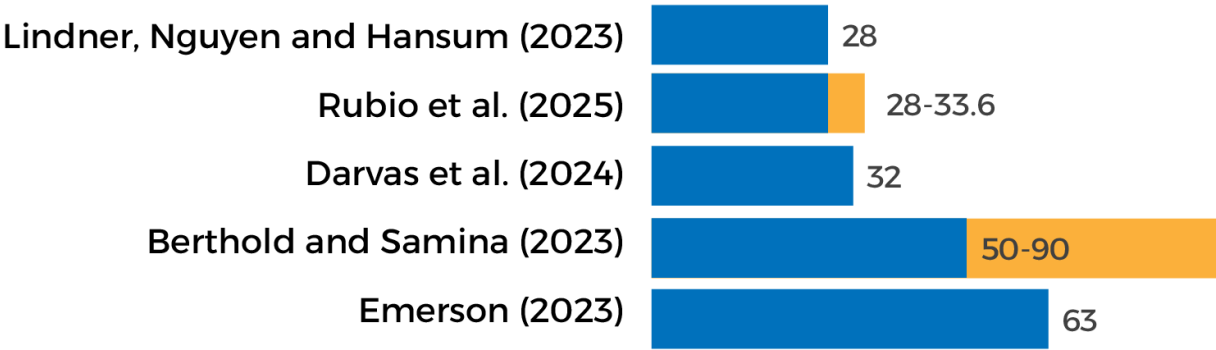 Lindner, Nguyen and Hansum (2023) 28
Rubio et al. (2025) 28-33.6
Darvas et al. (2024) 32
Berthold and Samina (2023) 50-90
Emerson (2023) 63